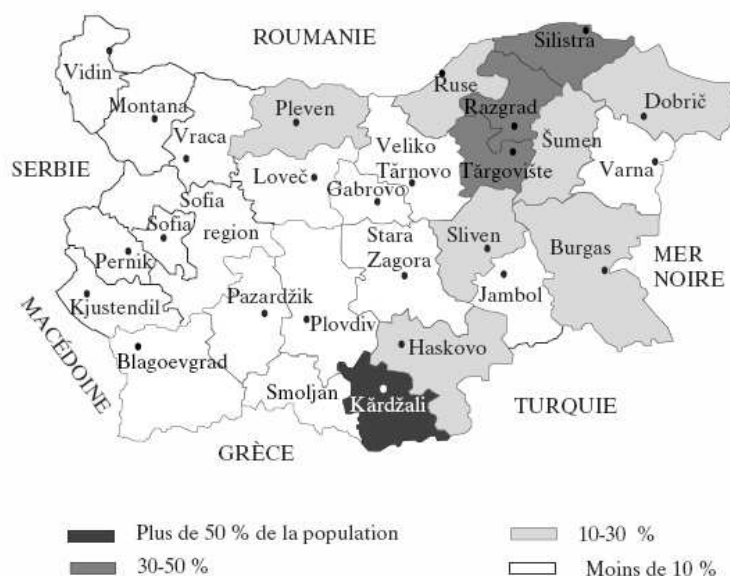 ROUMANIE
Silistra
Vidin
Ruse
Montana
Pleven
Razgrad
Dobrič
Vraca
Veliko
Tărnovo
Šumen
SERBIE
Loveč
Tărgoviste
Varna
Gabrovo
Sofia
region
Sofia
Stara
Zagora
Sliven
Burgas
MER
NOIRE
Pernik
Kjustendil
Pazardžik
Plovdiv
Jambol
MACÉDOINE
Blagoevgrad
Haskovo
Smoljan
Kărdžali
TURQUIE
GRÈCE
Plus de 50 % de la population
10-30 %
30-50 %
Moins de 10 %